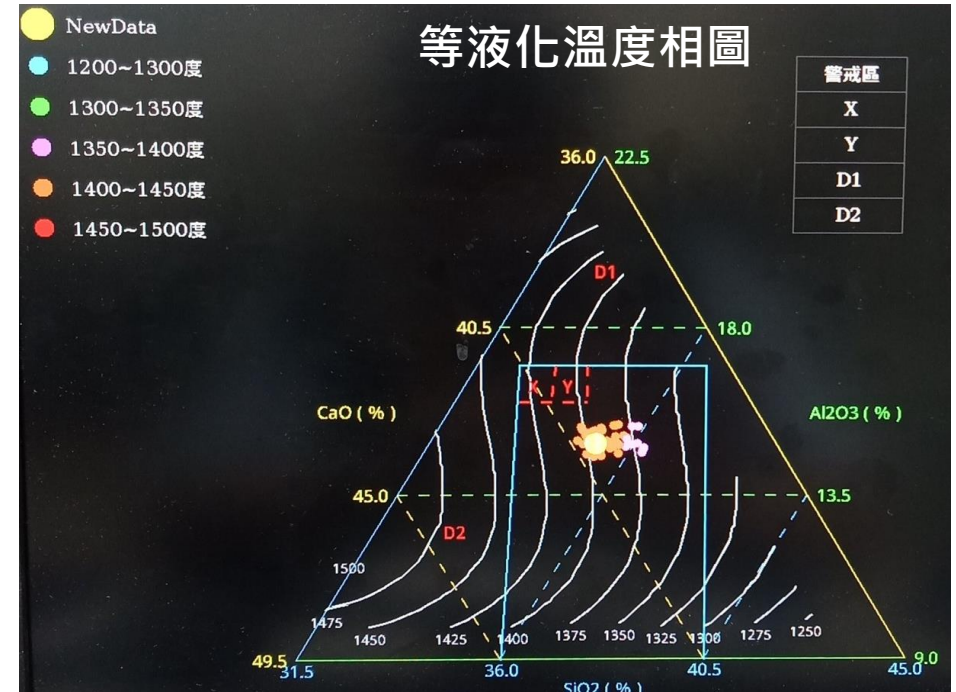 等液化溫度相圖
NewData
1200~1300度
1300~1350度
1350~1400度
1400~1450度
1450~1500度
警戒區
X
Y
D1
D2
36.0 22.5
D1
40.5 18.0
X Y
CaO ( % ) Al2O3 ( % )
45.0 13.5
D2
1500
1475
1450 1425 1400 1375 1350 1325 1300 1275 1250
49.5 9.0
31.5 36.0 40.5 45.0
SiO2 ( % )